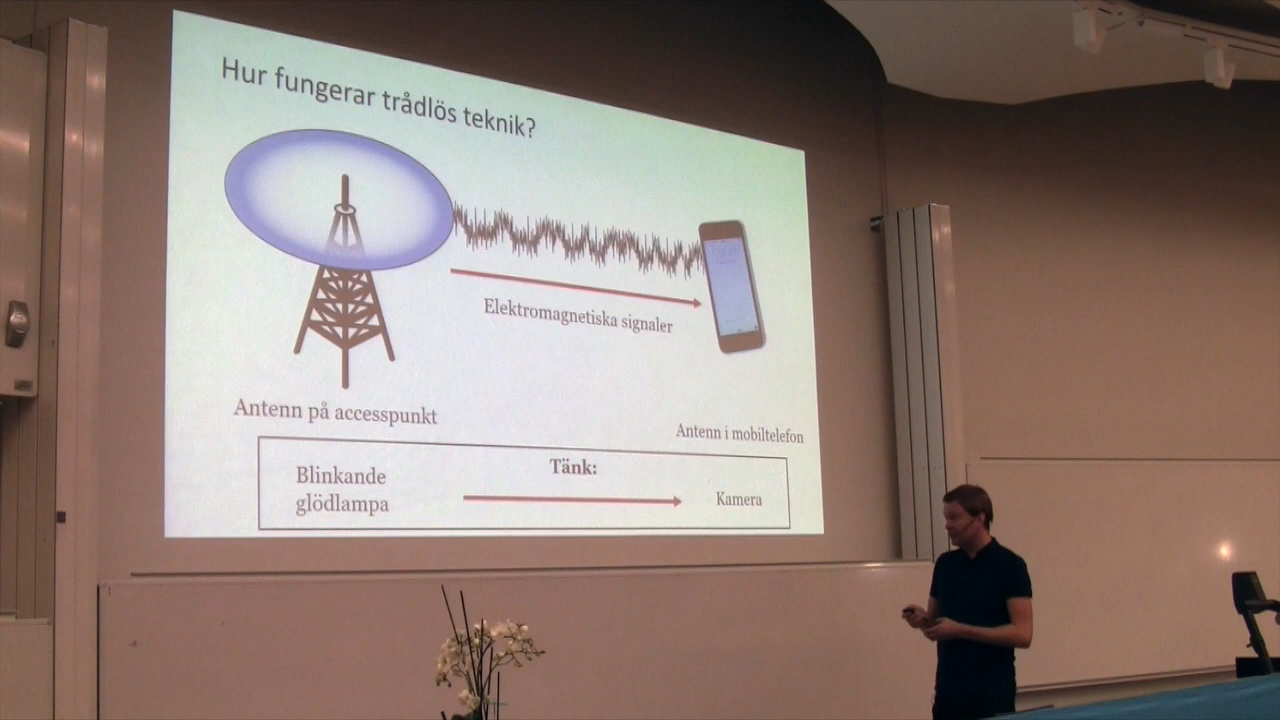 Hur fungerar trådlös teknik?
Elektromagnetiska signaler
Antenn på accesspunkt
Antenn i mobiltelefon
Tänk:
Blinkande
glödlampa
Kamera